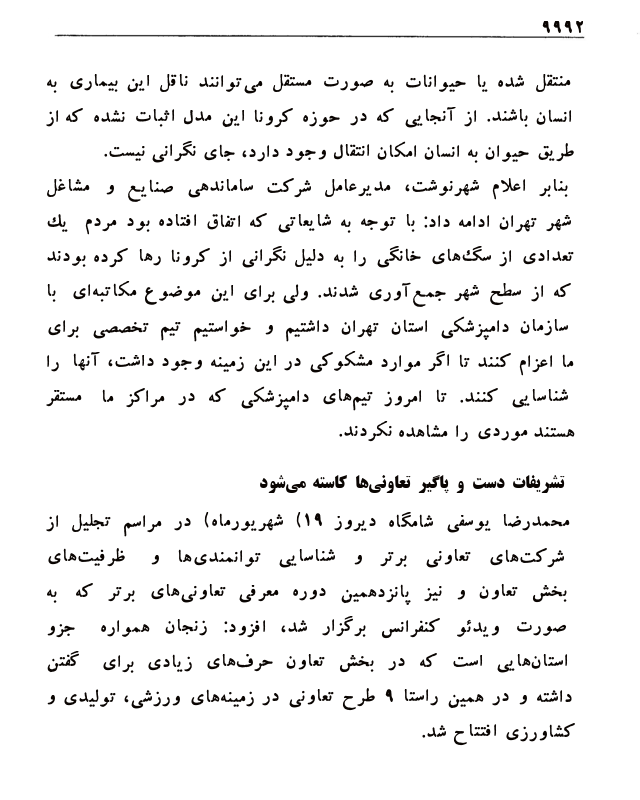 ۹۹۹۲
منتقل شده یا حیوانات به صورت مستقل می‌توانند ناقل این بیماری به
انسان باشند. از آنجایی که در حوزه کرونا این مدل اثبات نشده که از
طریق حیوان به انسان امکان انتقال وجود دارد، جای نگرانی نیست.
بنابر اعلام شهرنوشت، مدیرعامل شرکت ساماندهی صنایع و مشاغل
شهر تهران ادامه داد: با توجه به شایعاتی که اتفاق افتاده بود مردم یك
تعدادی از سگ‌های خانگی را به دلیل نگرانی از کرونا رها کرده بودند
که از سطح شهر جمع‌آوری شدند. ولی برای این موضوع مکاتبه‌ای با
سازمان دامپزشکی استان تهران داشتیم و خواستیم تیم تخصصی برای
ما اعزام کنند تا اگر موارد مشکوکی در این زمینه وجود داشت، آنها را
شناسایی کنند. تا امروز تیم‌های دامپزشکی که در مراکز ما مستقر
هستند موردی را مشاهده نکردند.
تشریفات دست و پاگیر تعاونی‌ها کاسته می‌شود
محمدرضا یوسفی شامگاه دیروز ۱۹) شهریورماه) در مراسم تجلیل از
شرکت‌های تعاونی برتر و شناسایی توانمندی‌ها و ظرفیت‌های
بخش تعاون و نیز پانزدهمین دوره معرفی تعاونی‌های برتر که به
صورت ویدئو کنفرانس برگزار شد، افزود: زنجان همواره جزو
استان‌هایی است که در بخش تعاون حرف‌های زیادی برای گفتن
داشته و در همین راستا ۹ طرح تعاونی در زمینه‌های ورزشی، تولیدی و
کشاورزی افتتاح شد.